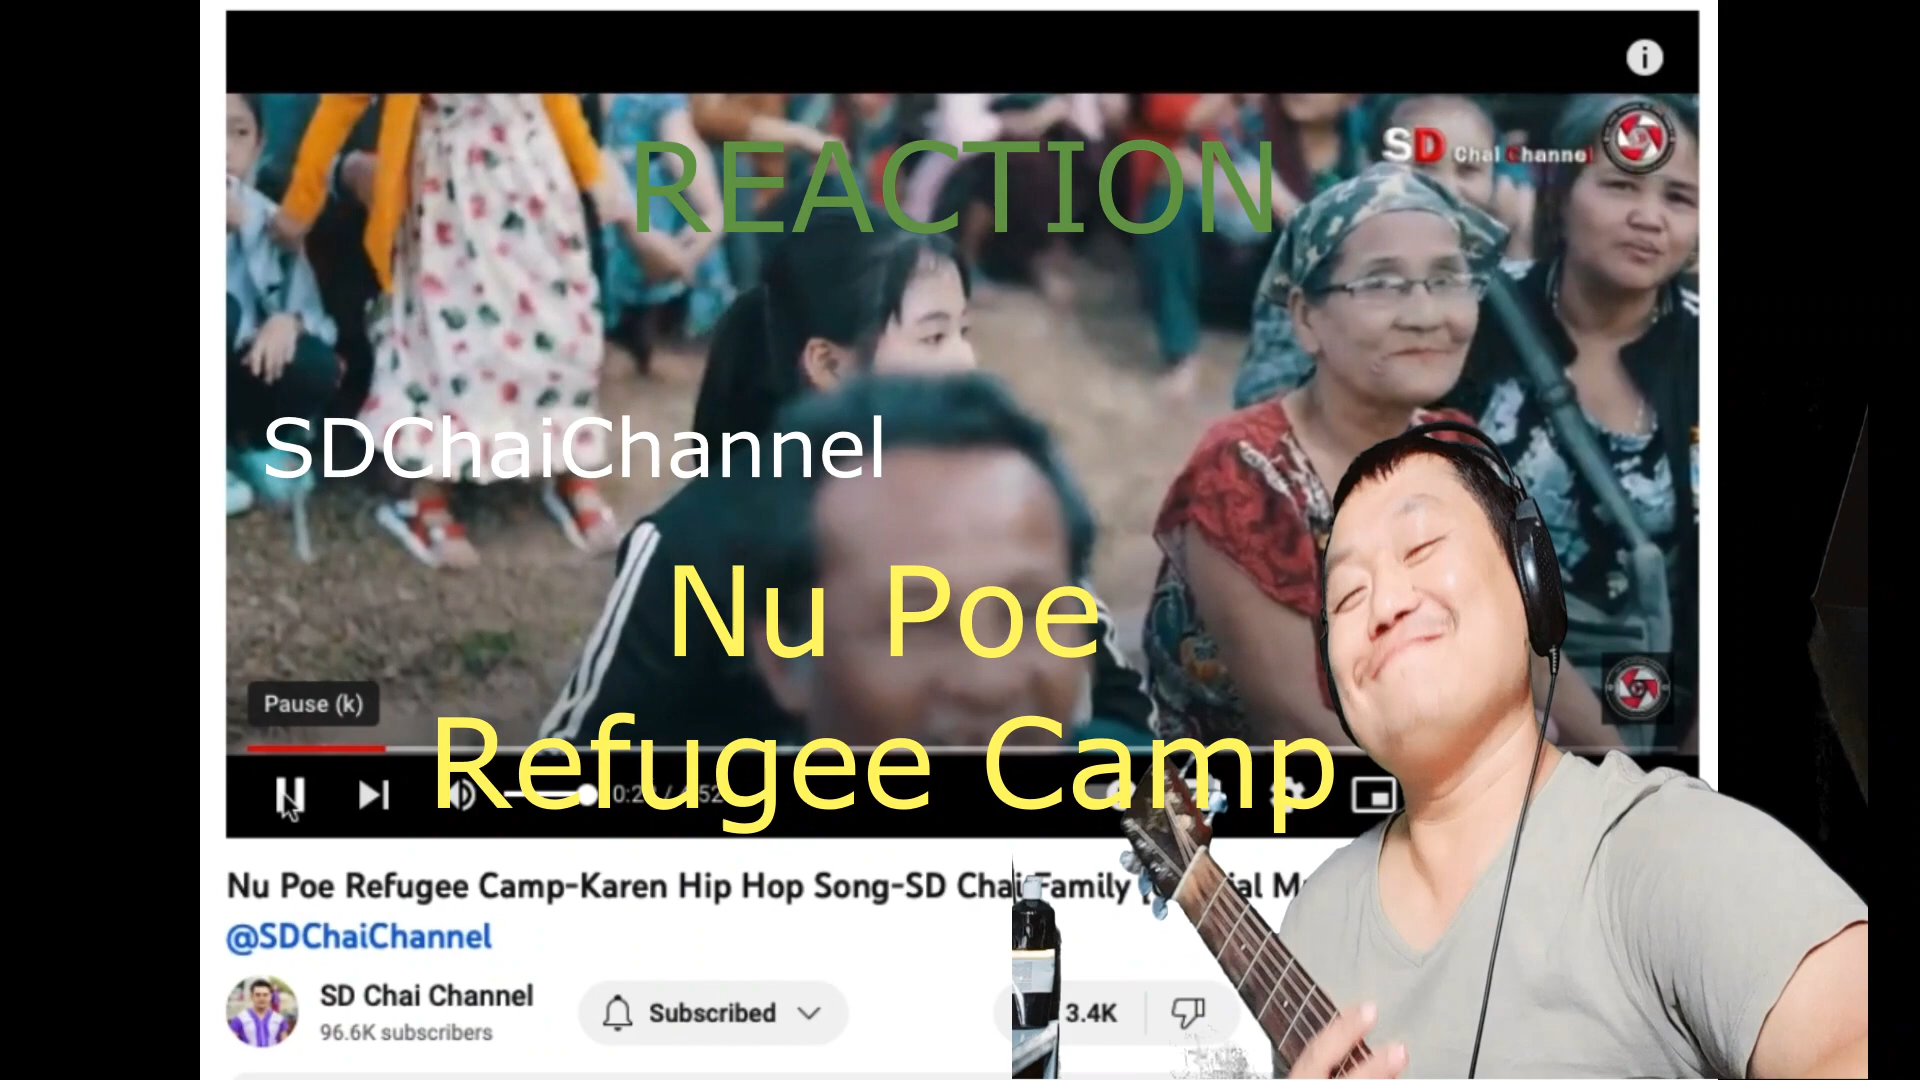 SD Chai Channel
REACTION
SDChaiChannel
Nu Poe
Refugee Camp
Pause (k)
Nu Poe Refugee Camp-Karen Hip Hop Song-SD Chai Family
@SDChaiChannel
SD Chai Channel
96.6K subscribers
Subscribed
3.4K